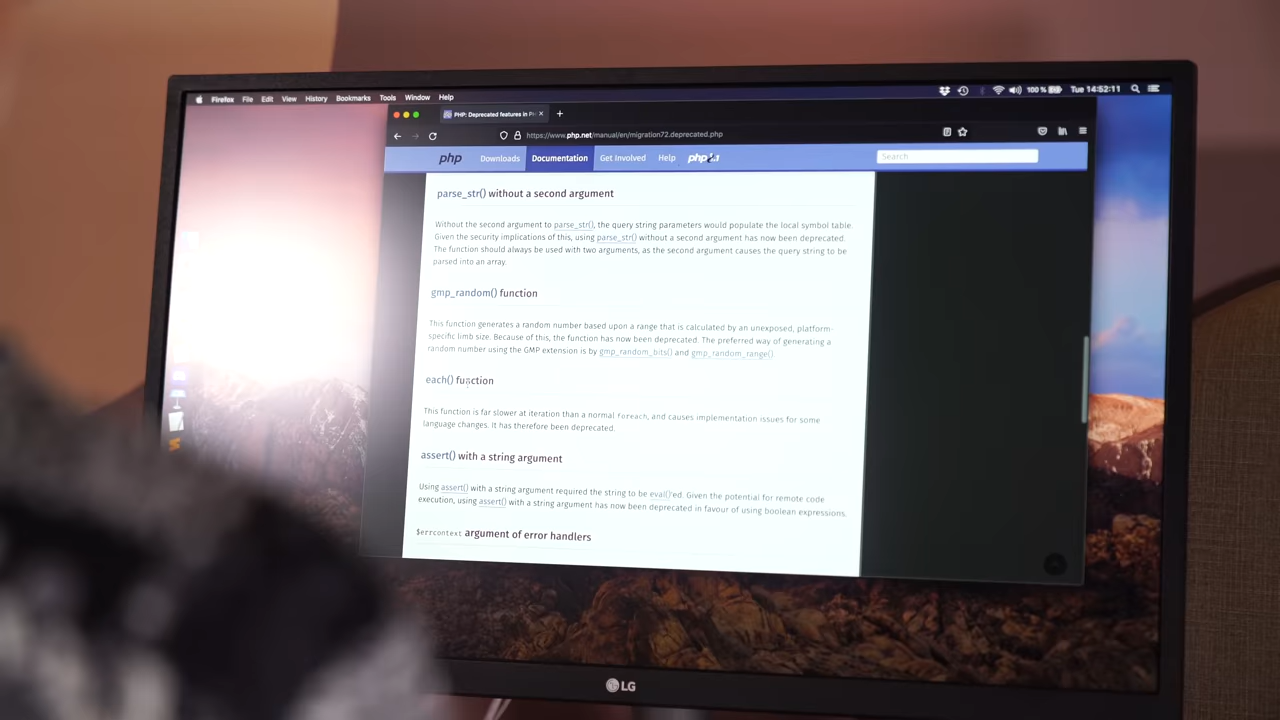 Firefox File Edit View History Bookmarks Tools Window Help 100% Tue 14:52:11
PHP: Deprecated features in P
https://www.php.net/manual/en/migration72.deprecated.php
php Downloads Documentation Get Involved Help php Search
parse_str() without a second argument
Without the second argument to parse_str(), the query string parameters would populate the local symbol table.
Given the security implications of this, using parse_str() without a second argument has now been deprecated.
The function should always be used with two arguments, as the second argument causes the query string to be
parsed into an array.
gmp_random() function
This function generates a random number based upon a range that is calculated by an unexposed, platform-
specific limb size. Because of this, the function has now been deprecated. The preferred way of generating a
random number using the GMP extension is by gmp_random_bits() and gmp_random_range().
each() function
This function is far slower at iteration than a normal foreach, and causes implementation issues for some
language changes. It has therefore been deprecated.
assert() with a string argument
Using assert() with a string argument required the string to be eval()'ed. Given the potential for remote code
execution, using assert() with a string argument has now been deprecated in favour of using boolean expressions.
$errcontext argument of error handlers
LG